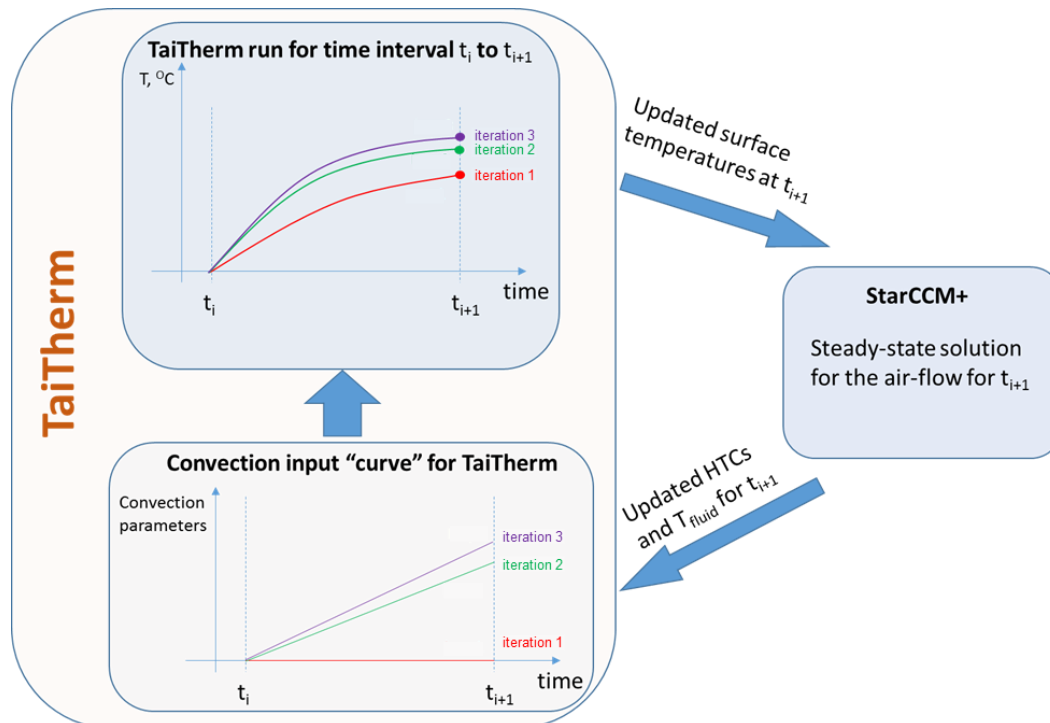 TaiTherm
TaiTherm run for time interval tᵢ to tᵢ₊₁
T, ⁰C
iteration 3
iteration 2
iteration 1
tᵢ
tᵢ₊₁
time
Convection input “curve” for TaiTherm
Convection
parameters
iteration 3
iteration 2
iteration 1
tᵢ
tᵢ₊₁
time
Updated surface
temperatures at tᵢ₊₁
StarCCM+
Steady-state solution
for the air-flow for tᵢ₊₁
Updated HTCs
and T_fluid for tᵢ₊₁